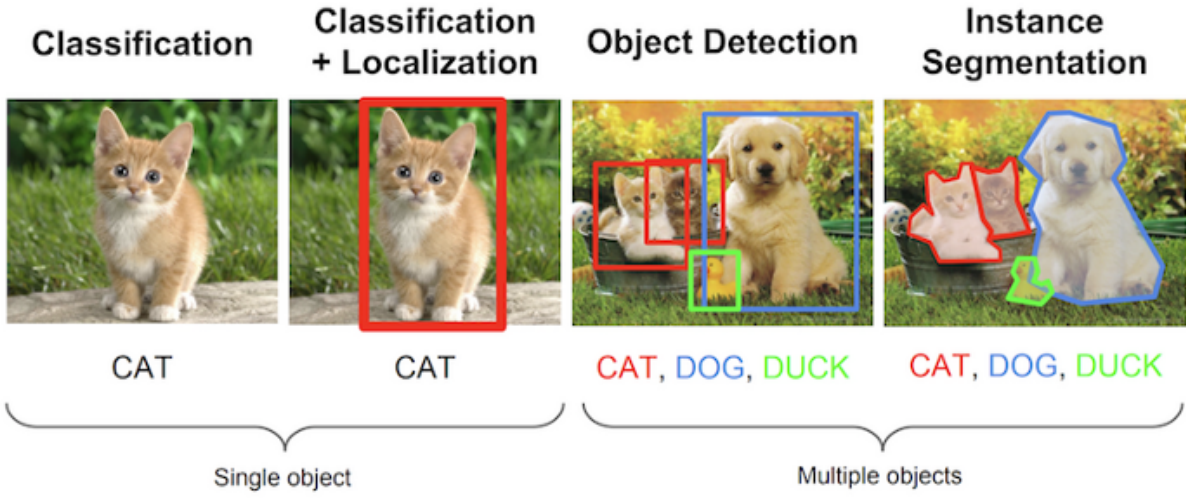 Classification
Classification
+ Localization
Object Detection
Instance
Segmentation
CAT
CAT
CAT, DOG, DUCK
CAT, DOG, DUCK
Single object
Multiple objects